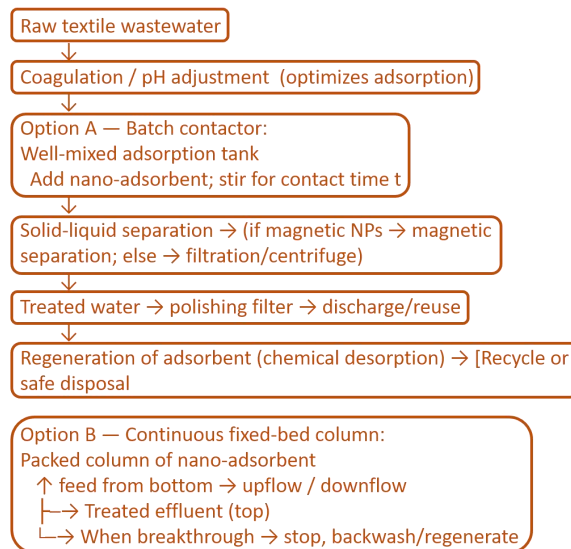 Raw textile wastewater
↓
Coagulation / pH adjustment  (optimizes adsorption)
↓
Option A — Batch contactor:
Well-mixed adsorption tank
Add nano-adsorbent; stir for contact time t
↓
Solid-liquid separation → (if magnetic NPs → magnetic
separation; else → filtration/centrifuge)
↓
Treated water → polishing filter → discharge/reuse
↓
Regeneration of adsorbent (chemical desorption) → [Recycle or
safe disposal
Option B — Continuous fixed-bed column:
Packed column of nano-adsorbent
↑ feed from bottom → upflow / downflow
├─→ Treated effluent (top)
└─→ When breakthrough → stop, backwash/regenerate